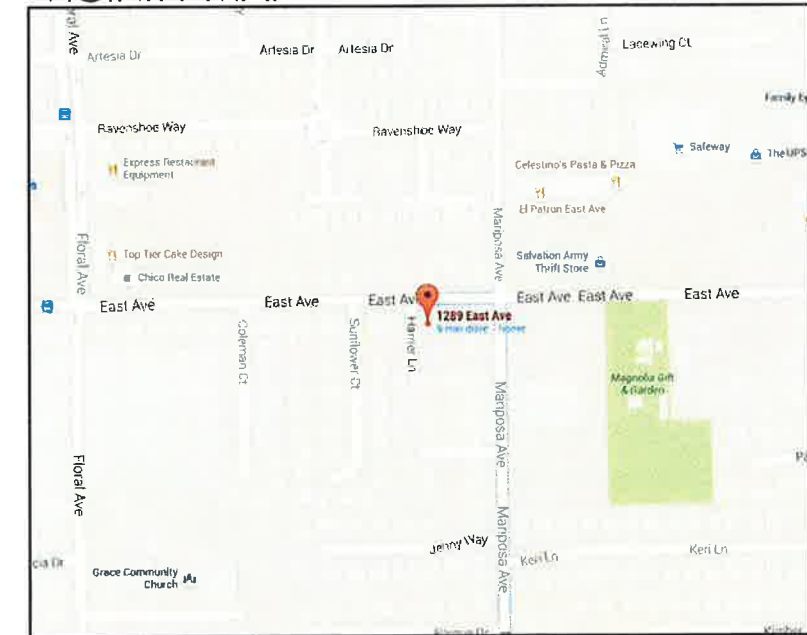 Floral Ave
Artesia Dr
Artesia Dr
Artesia Dr
Lacewing Ct
Ravenshoe Way
Ravenshoe Way
Safeway
The UPS
Express Restaurant
Equipment
Celestino's Pasta & Pizza
El Patron East Ave
Mariposa Ave
Floral Ave
Top Tier Cake Design
Chico Real Estate
Salvation Army
Thrift Store
East Ave
East Ave
East Ave
East Ave
East Ave
East Ave
1289 East Ave
Coleman Ct
Sunflower Ct
Harrier Ln
Magnolia Gift
& Garden
Mariposa Ave
Floral Ave
Mariposa Ave
Jenny Way
Keri Ln
Keri Ln
Grace Community
Church